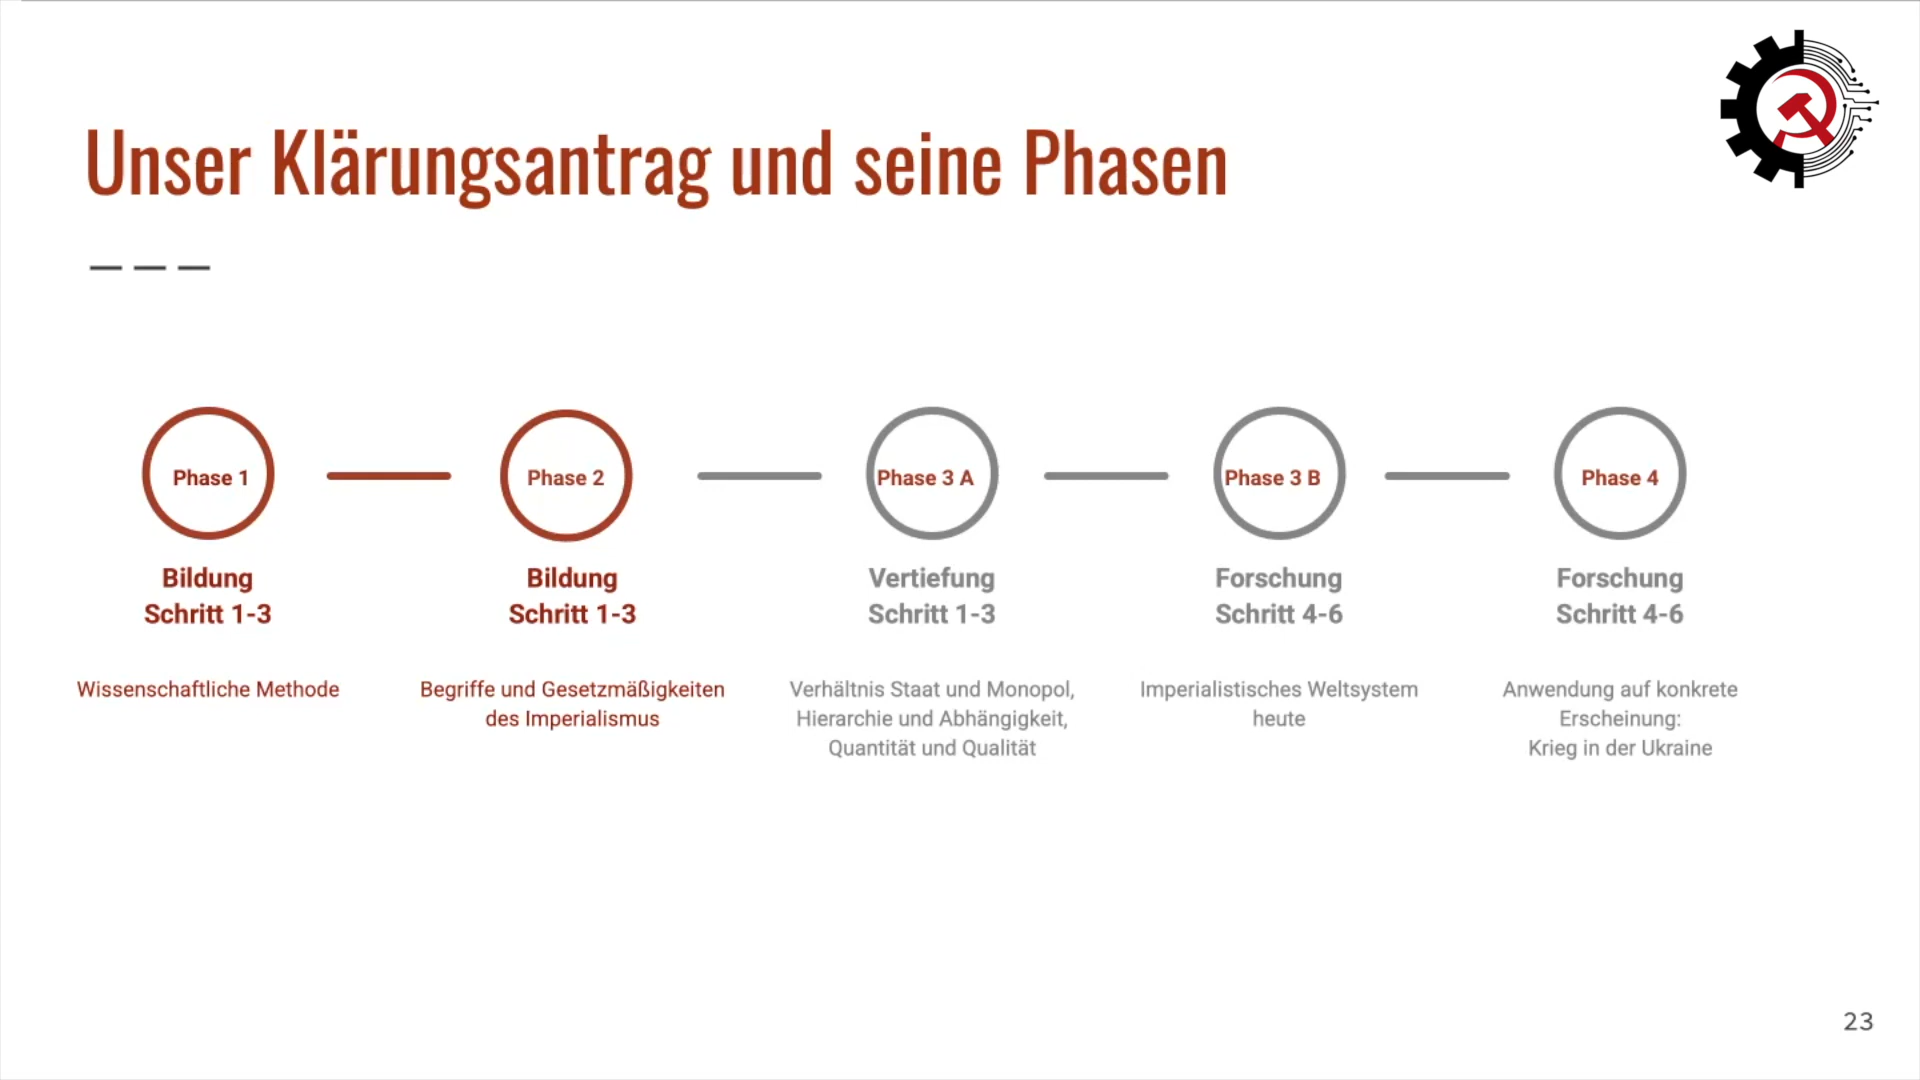 Unser Klärungsantrag und seine Phasen
Phase 1
Phase 2
Phase 3 A
Phase 3 B
Phase 4
Bildung
Schritt 1-3
Bildung
Schritt 1-3
Vertiefung
Schritt 1-3
Forschung
Schritt 4-6
Forschung
Schritt 4-6
Wissenschaftliche Methode
Begriffe und Gesetzmäßigkeiten
des Imperialismus
Verhältnis Staat und Monopol,
Hierarchie und Abhängigkeit,
Quantität und Qualität
Imperialistisches Weltsystem
heute
Anwendung auf konkrete
Erscheinung:
Krieg in der Ukraine
23